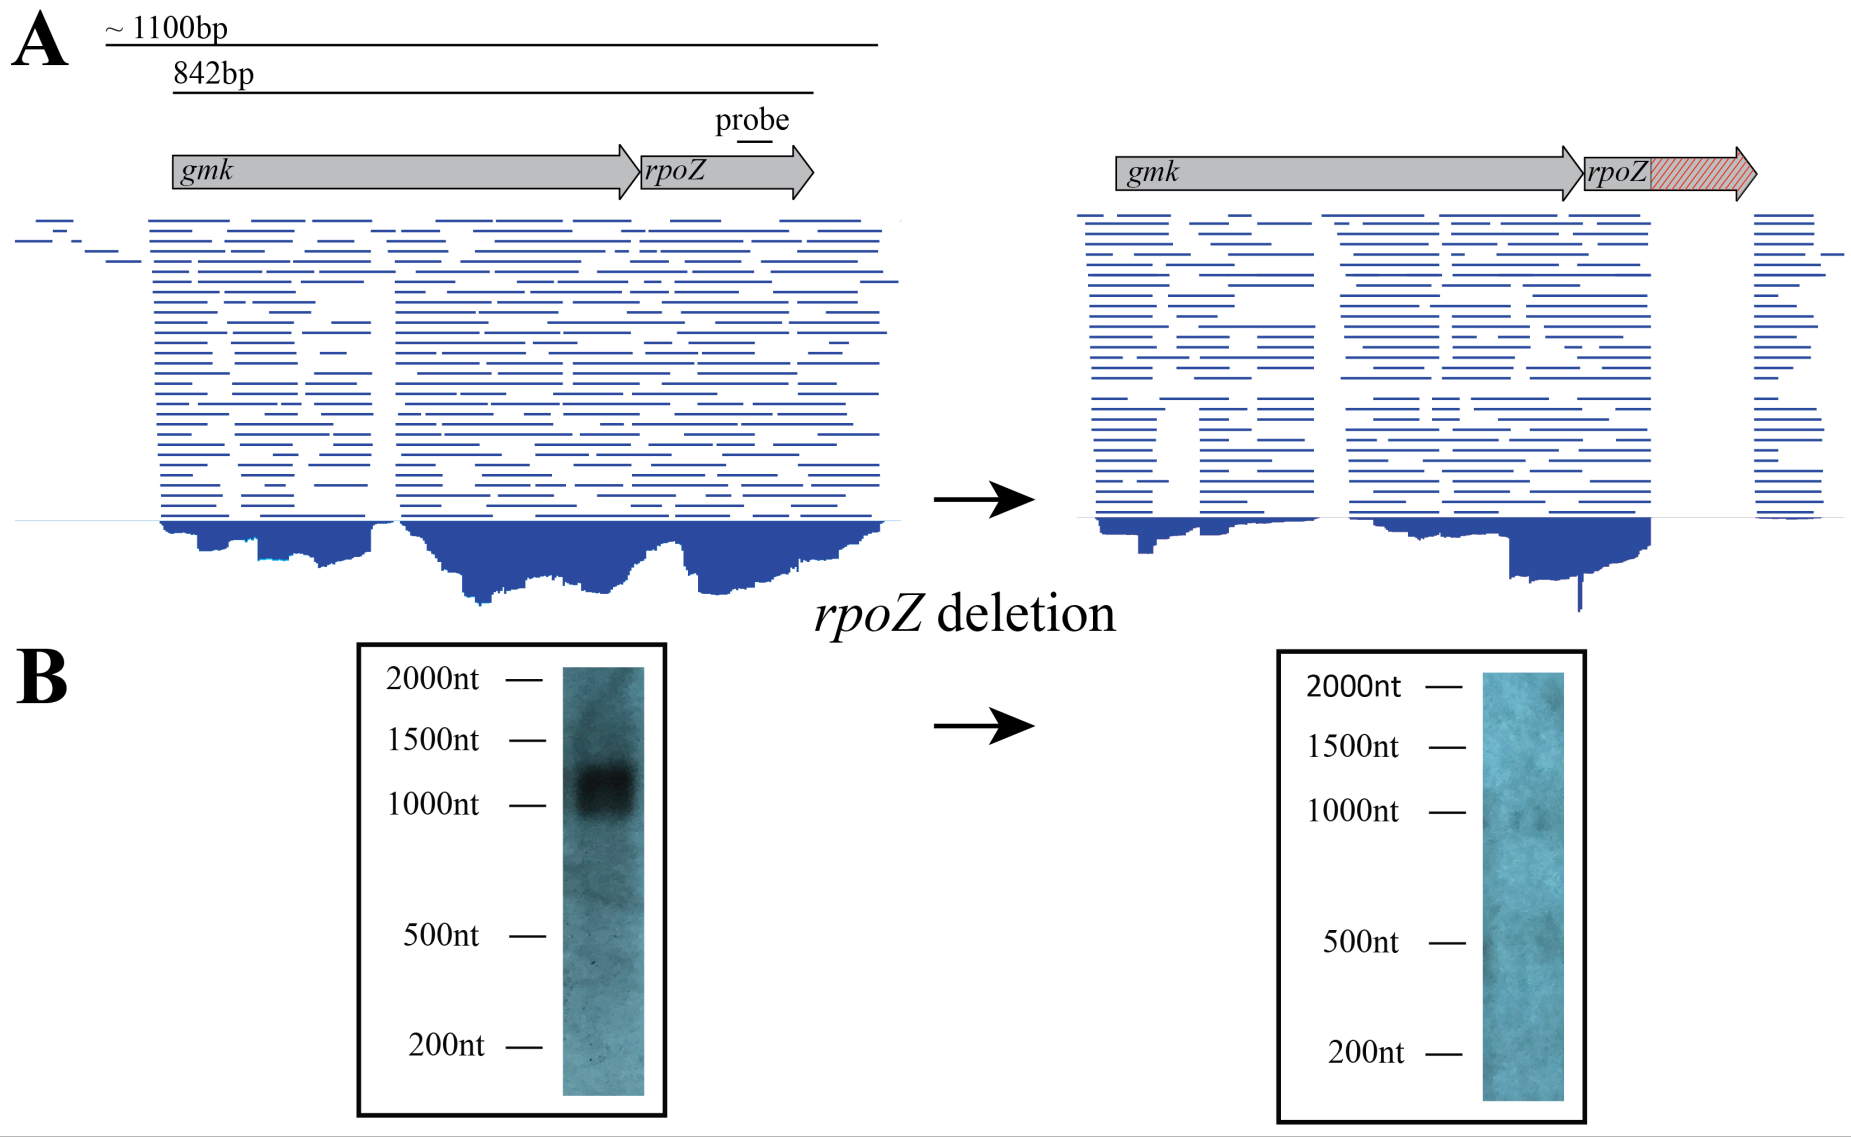 A
~ 1100bp
842bp
probe
gmk
rpoZ
gmk
rpoZ
rpoZ deletion
B
2000nt
1500nt
1000nt
500nt
200nt
2000nt
1500nt
1000nt
500nt
200nt